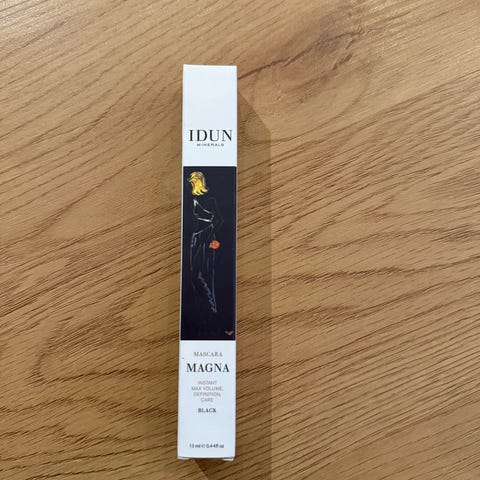 IDUN
MINERALS
MASCARA
MAGNA
INSTANT
MAX VOLUME,
DEFINITION,
CARE
BLACK
13 ml ℮ 0.44 fl oz